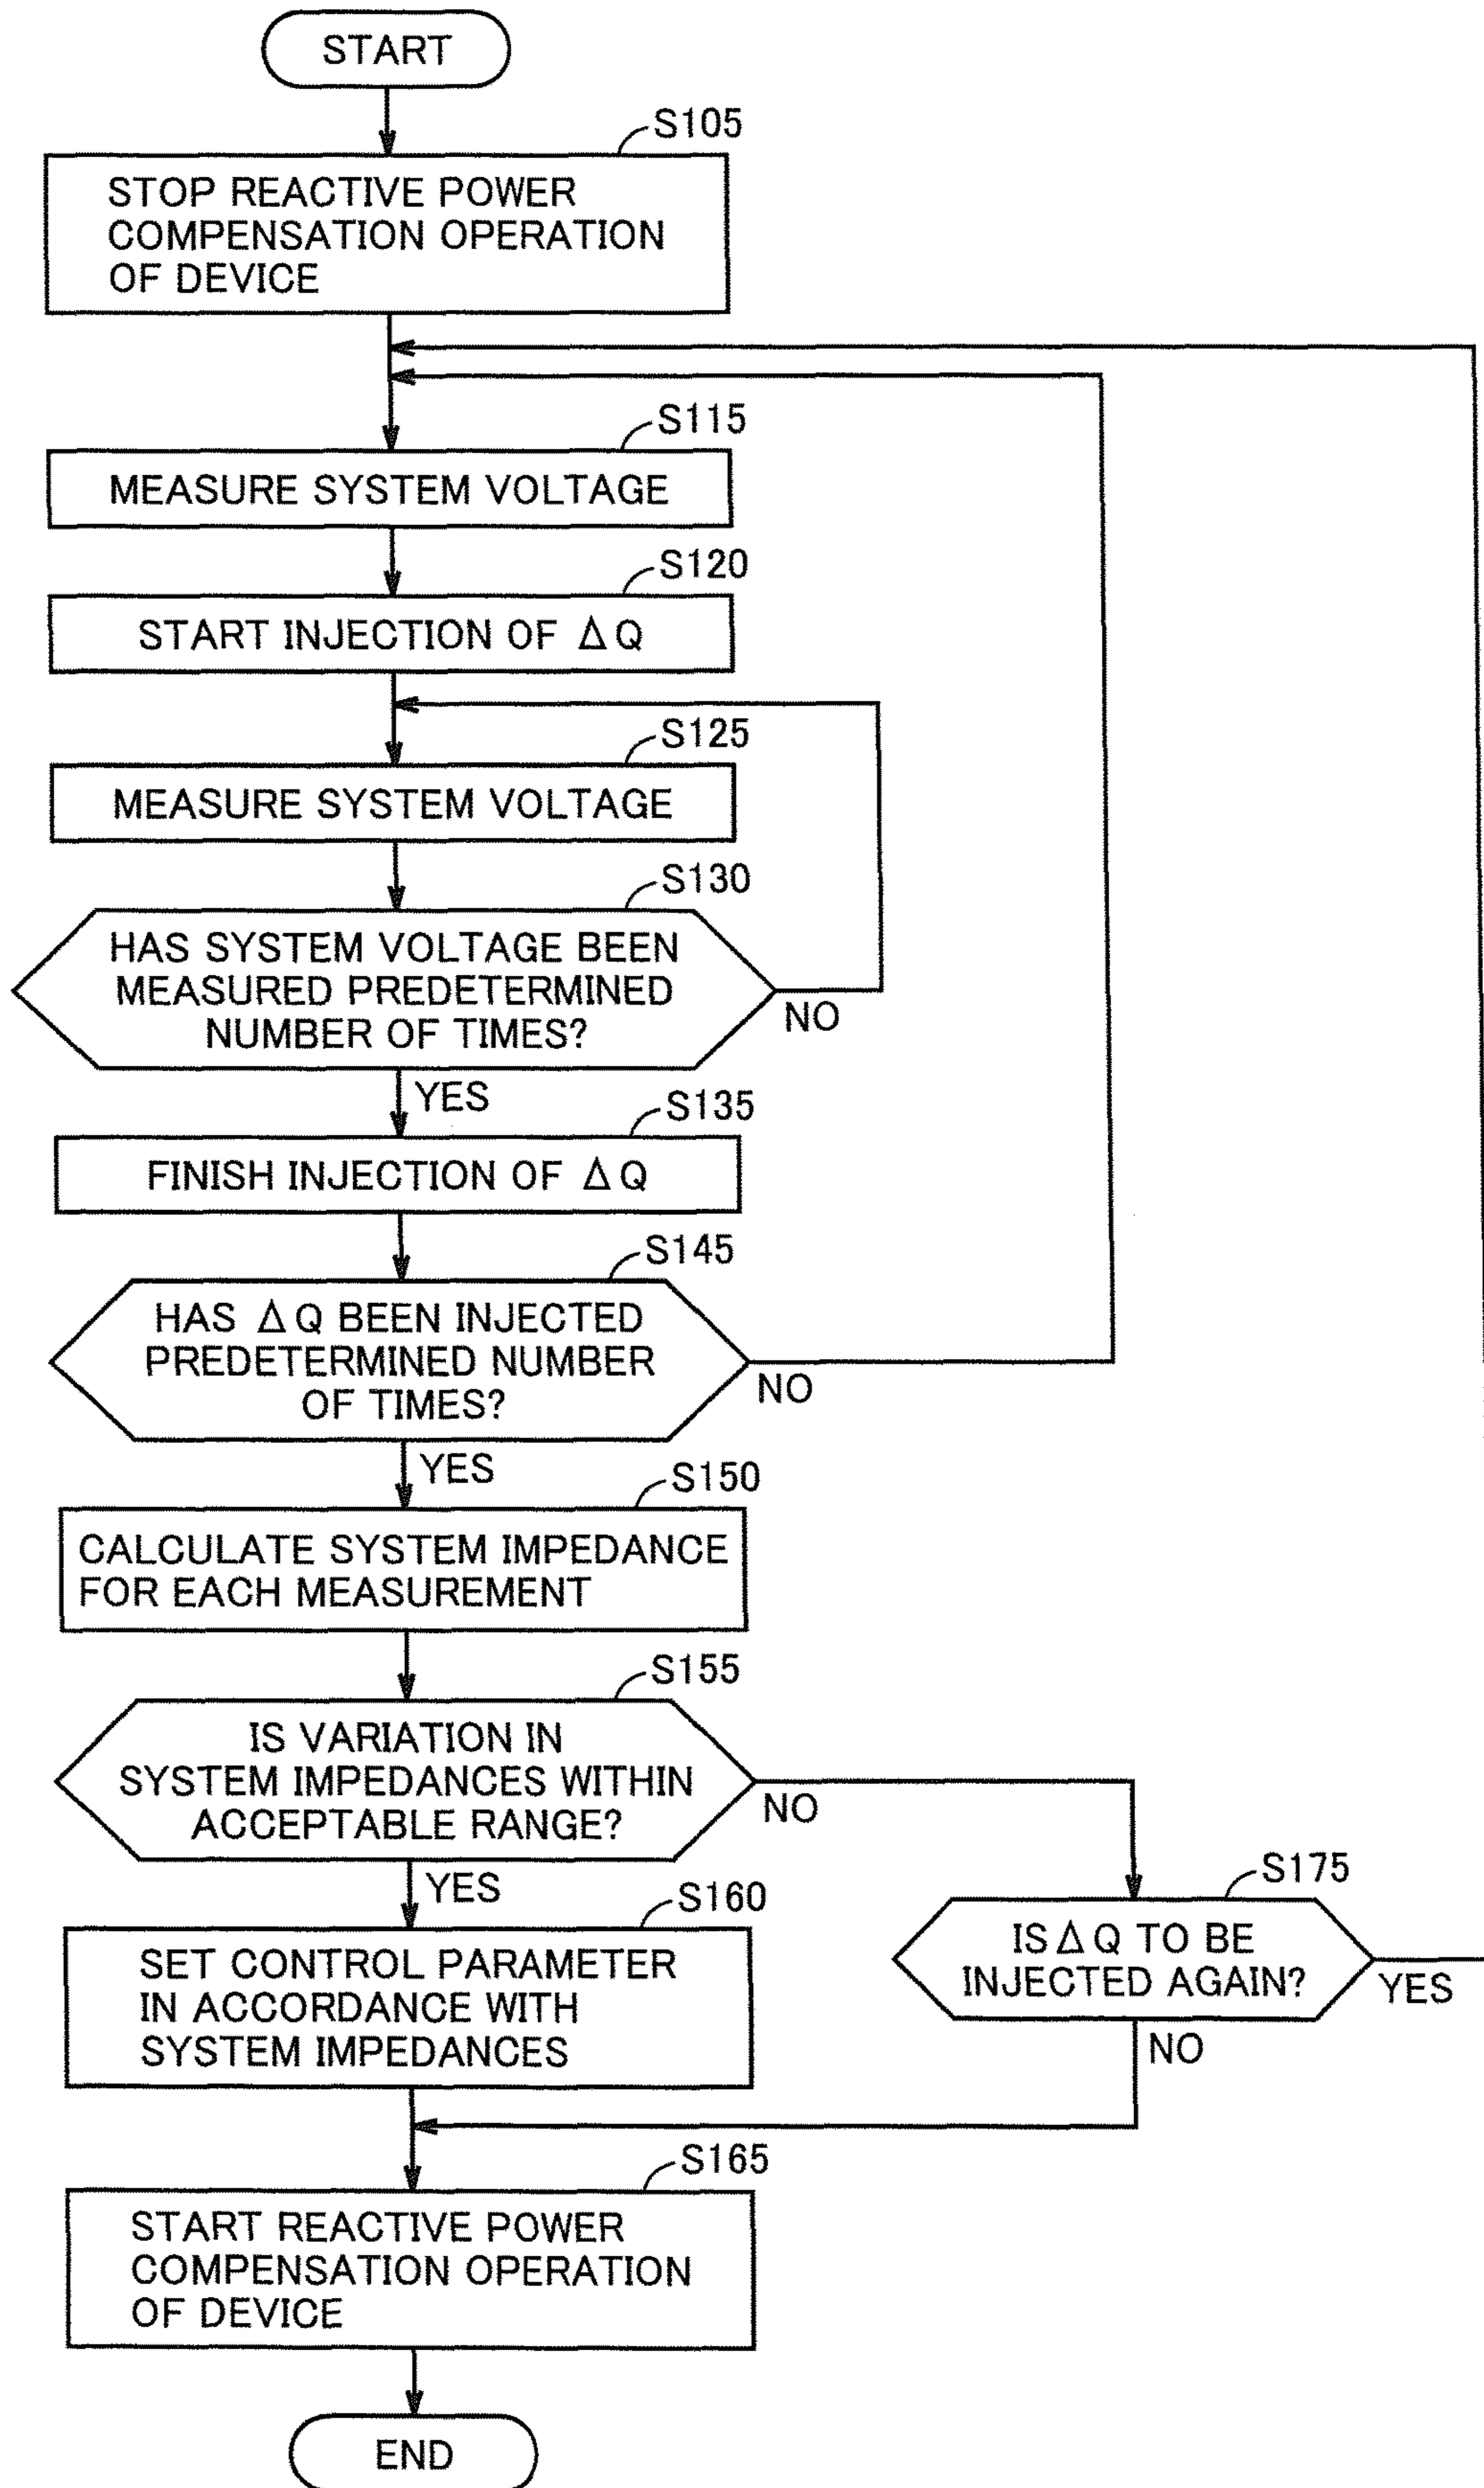 START
S105
STOP REACTIVE POWER
COMPENSATION OPERATION
OF DEVICE
S115
MEASURE SYSTEM VOLTAGE
S120
START INJECTION OF ΔQ
S125
MEASURE SYSTEM VOLTAGE
S130
HAS SYSTEM VOLTAGE BEEN
MEASURED PREDETERMINED
NUMBER OF TIMES?
NO
YES
S135
FINISH INJECTION OF ΔQ
S145
HAS ΔQ BEEN INJECTED
PREDETERMINED NUMBER
OF TIMES?
NO
YES
S150
CALCULATE SYSTEM IMPEDANCE
FOR EACH MEASUREMENT
S155
IS VARIATION IN
SYSTEM IMPEDANCES WITHIN
ACCEPTABLE RANGE?
NO
YES
S175
IS ΔQ TO BE
INJECTED AGAIN?
YES
NO
S160
SET CONTROL PARAMETER
IN ACCORDANCE WITH
SYSTEM IMPEDANCES
S165
START REACTIVE POWER
COMPENSATION OPERATION
OF DEVICE
END